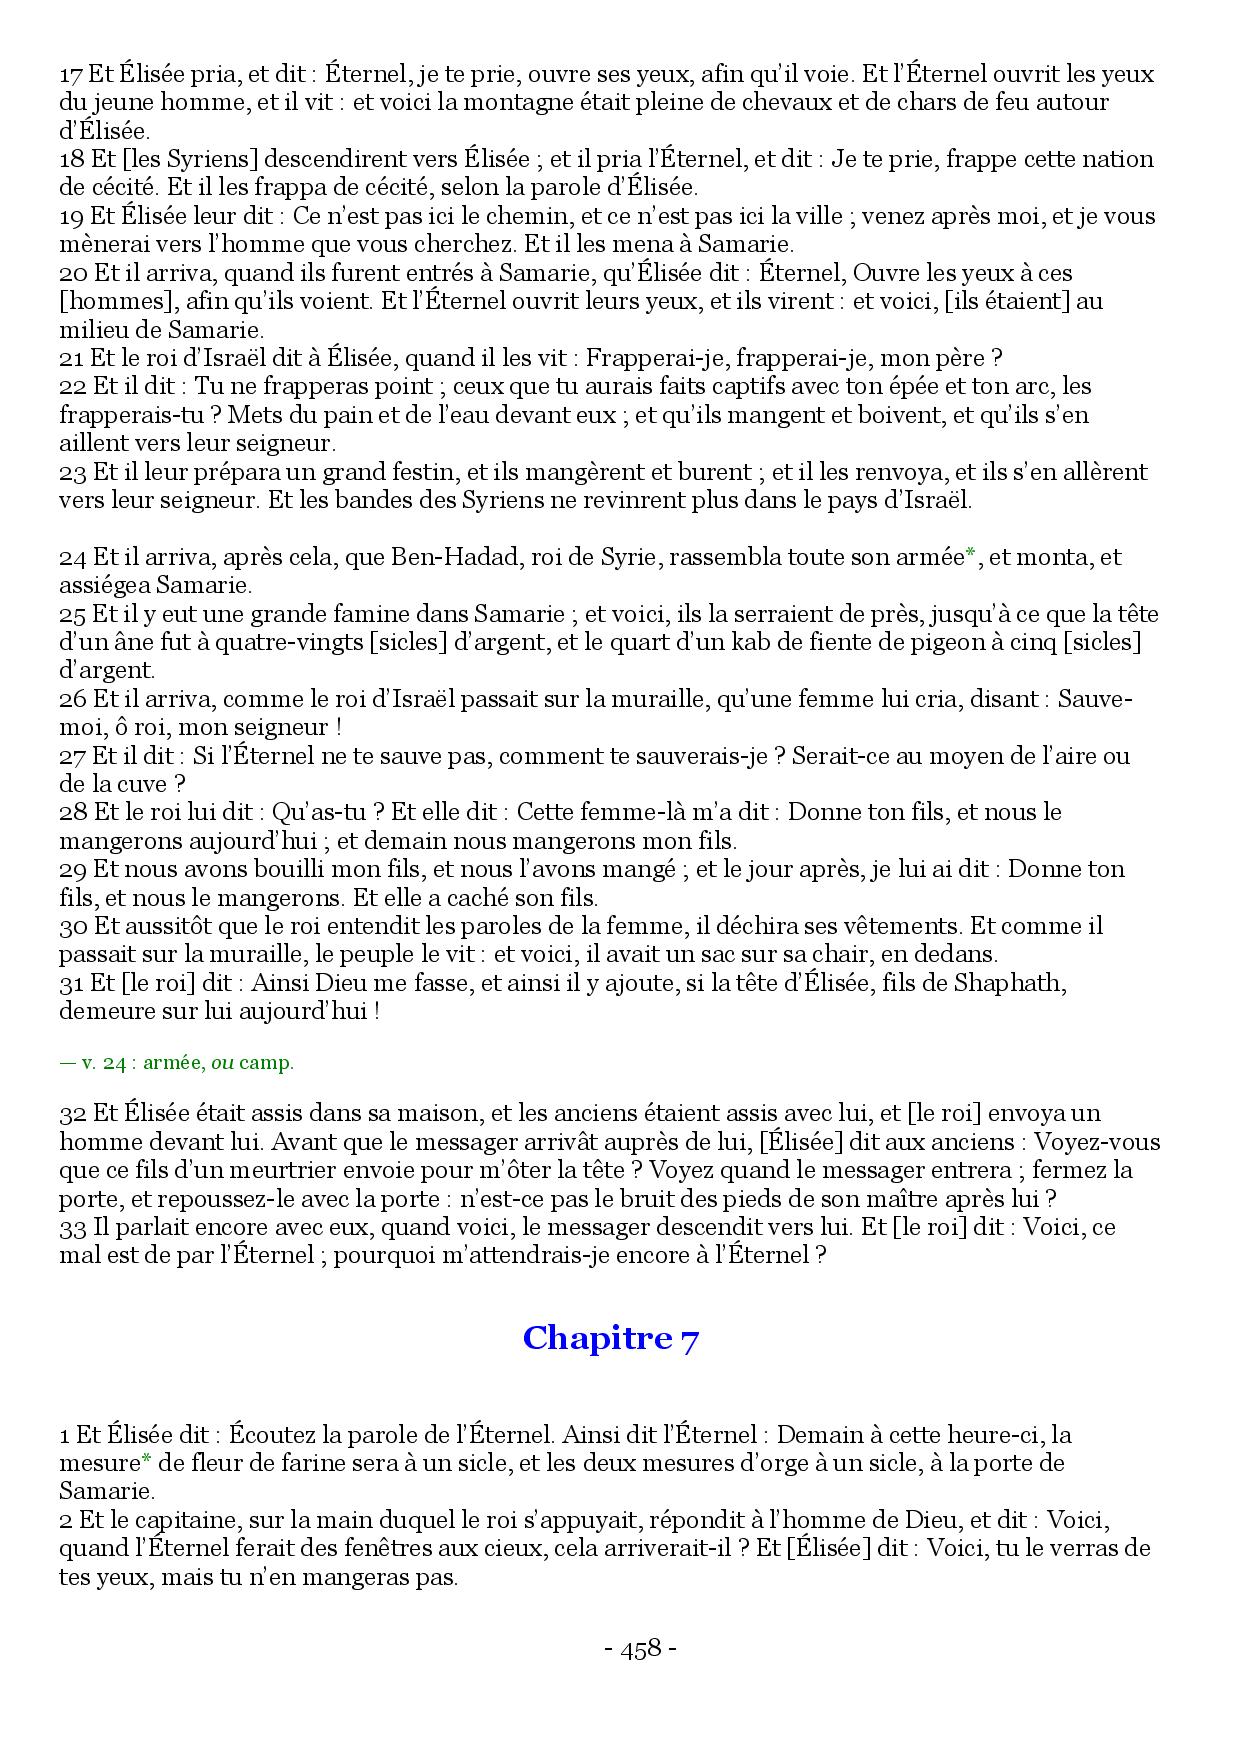 17 Et Élisée pria, et dit : Éternel, je te prie, ouvre ses yeux, afin qu’il voie. Et l’Éternel ouvrit les yeux
du jeune homme, et il vit : et voici la montagne était pleine de chevaux et de chars de feu autour
d’Élisée.
18 Et [les Syriens] descendirent vers Élisée ; et il pria l’Éternel, et dit : Je te prie, frappe cette nation
de cécité. Et il les frappa de cécité, selon la parole d’Élisée.
19 Et Élisée leur dit : Ce n’est pas ici le chemin, et ce n’est pas ici la ville ; venez après moi, et je vous
mènerai vers l’homme que vous cherchez. Et il les mena à Samarie.
20 Et il arriva, quand ils furent entrés à Samarie, qu’Élisée dit : Éternel, Ouvre les yeux à ces
[hommes], afin qu’ils voient. Et l’Éternel ouvrit leurs yeux, et ils virent : et voici, [ils étaient] au
milieu de Samarie.
21 Et le roi d’Israël dit à Élisée, quand il les vit : Frapperai-je, frapperai-je, mon père ?
22 Et il dit : Tu ne frapperas point ; ceux que tu aurais faits captifs avec ton épée et ton arc, les
frapperais-tu ? Mets du pain et de l’eau devant eux ; et qu’ils mangent et boivent, et qu’ils s’en
aillent vers leur seigneur.
23 Et il leur prépara un grand festin, et ils mangèrent et burent ; et il les renvoya, et ils s’en allèrent
vers leur seigneur. Et les bandes des Syriens ne revinrent plus dans le pays d’Israël.
24 Et il arriva, après cela, que Ben-Hadad, roi de Syrie, rassembla toute son armée*, et monta, et
assiégea Samarie.
25 Et il y eut une grande famine dans Samarie ; et voici, ils la serraient de près, jusqu’à ce que la tête
d’un âne fut à quatre-vingts [sicles] d’argent, et le quart d’un kab de fiente de pigeon à cinq [sicles]
d’argent.
26 Et il arriva, comme le roi d’Israël passait sur la muraille, qu’une femme lui cria, disant : Sauve-
moi, ô roi, mon seigneur !
27 Et il dit : Si l’Éternel ne te sauve pas, comment te sauverais-je ? Serait-ce au moyen de l’aire ou
de la cuve ?
28 Et le roi lui dit : Qu’as-tu ? Et elle dit : Cette femme-là m’a dit : Donne ton fils, et nous le
mangerons aujourd’hui ; et demain nous mangerons mon fils.
29 Et nous avons bouilli mon fils, et nous l’avons mangé ; et le jour après, je lui ai dit : Donne ton
fils, et nous le mangerons. Et elle a caché son fils.
30 Et aussitôt que le roi entendit les paroles de la femme, il déchira ses vêtements. Et comme il
passait sur la muraille, le peuple le vit : et voici, il avait un sac sur sa chair, en dedans.
31 Et [le roi] dit : Ainsi Dieu me fasse, et ainsi il y ajoute, si la tête d’Élisée, fils de Shaphath,
demeure sur lui aujourd’hui !
— v. 24 : armée, ou camp.
32 Et Élisée était assis dans sa maison, et les anciens étaient assis avec lui, et [le roi] envoya un
homme devant lui. Avant que le messager arrivât auprès de lui, [Élisée] dit aux anciens : Voyez-vous
que ce fils d’un meurtrier envoie pour m’ôter la tête ? Voyez quand le messager entrera ; fermez la
porte, et repoussez-le avec la porte : n’est-ce pas le bruit des pieds de son maître après lui ?
33 Il parlait encore avec eux, quand voici, le messager descendit vers lui. Et [le roi] dit : Voici, ce
mal est de par l’Éternel ; pourquoi m’attendrais-je encore à l’Éternel ?
Chapitre 7
1 Et Élisée dit : Écoutez la parole de l’Éternel. Ainsi dit l’Éternel : Demain à cette heure-ci, la
mesure* de fleur de farine sera à un sicle, et les deux mesures d’orge à un sicle, à la porte de
Samarie.
2 Et le capitaine, sur la main duquel le roi s’appuyait, répondit à l’homme de Dieu, et dit : Voici,
quand l’Éternel ferait des fenêtres aux cieux, cela arriverait-il ? Et [Élisée] dit : Voici, tu le verras de
tes yeux, mais tu n’en mangeras pas.
- 458 -